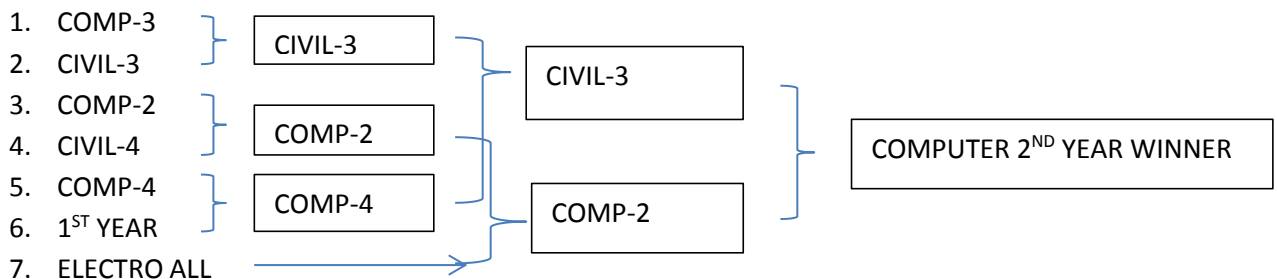 1. COMP-3
2. CIVIL-3
3. COMP-2
4. CIVIL-4
5. COMP-4
6. 1ST YEAR
7. ELECTRO ALL
CIVIL-3
COMP-2
COMP-4
CIVIL-3
COMP-2
COMPUTER 2ND YEAR WINNER